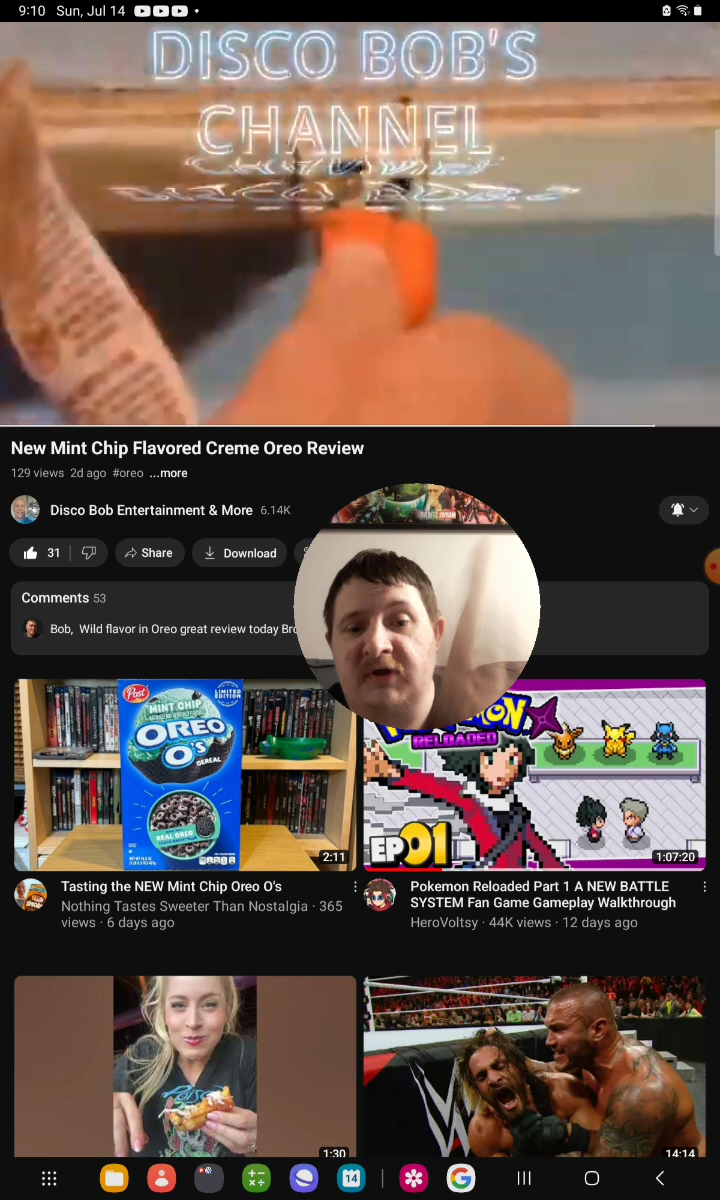 9:10 Sun, Jul 14
DISCO BOB'S
CHANNEL
New Mint Chip Flavored Creme Oreo Review
129 views 2d ago #oreo ...more
Disco Bob Entertainment & More 6.14K
31 Share Download
Comments 53
Bob, Wild flavor in Oreo great review today Bro
Post
LIMITED
EDITION
MINT CHIP
OREO
O's
CEREAL
REAL OREO
2:11
RELOADED
EP01
1:07:20
Tasting the NEW Mint Chip Oreo O's
Nothing Tastes Sweeter Than Nostalgia · 365
views · 6 days ago
Pokemon Reloaded Part 1 A NEW BATTLE
SYSTEM Fan Game Gameplay Walkthrough
HeroVoltsy · 44K views · 12 days ago
1:30
14:14
14